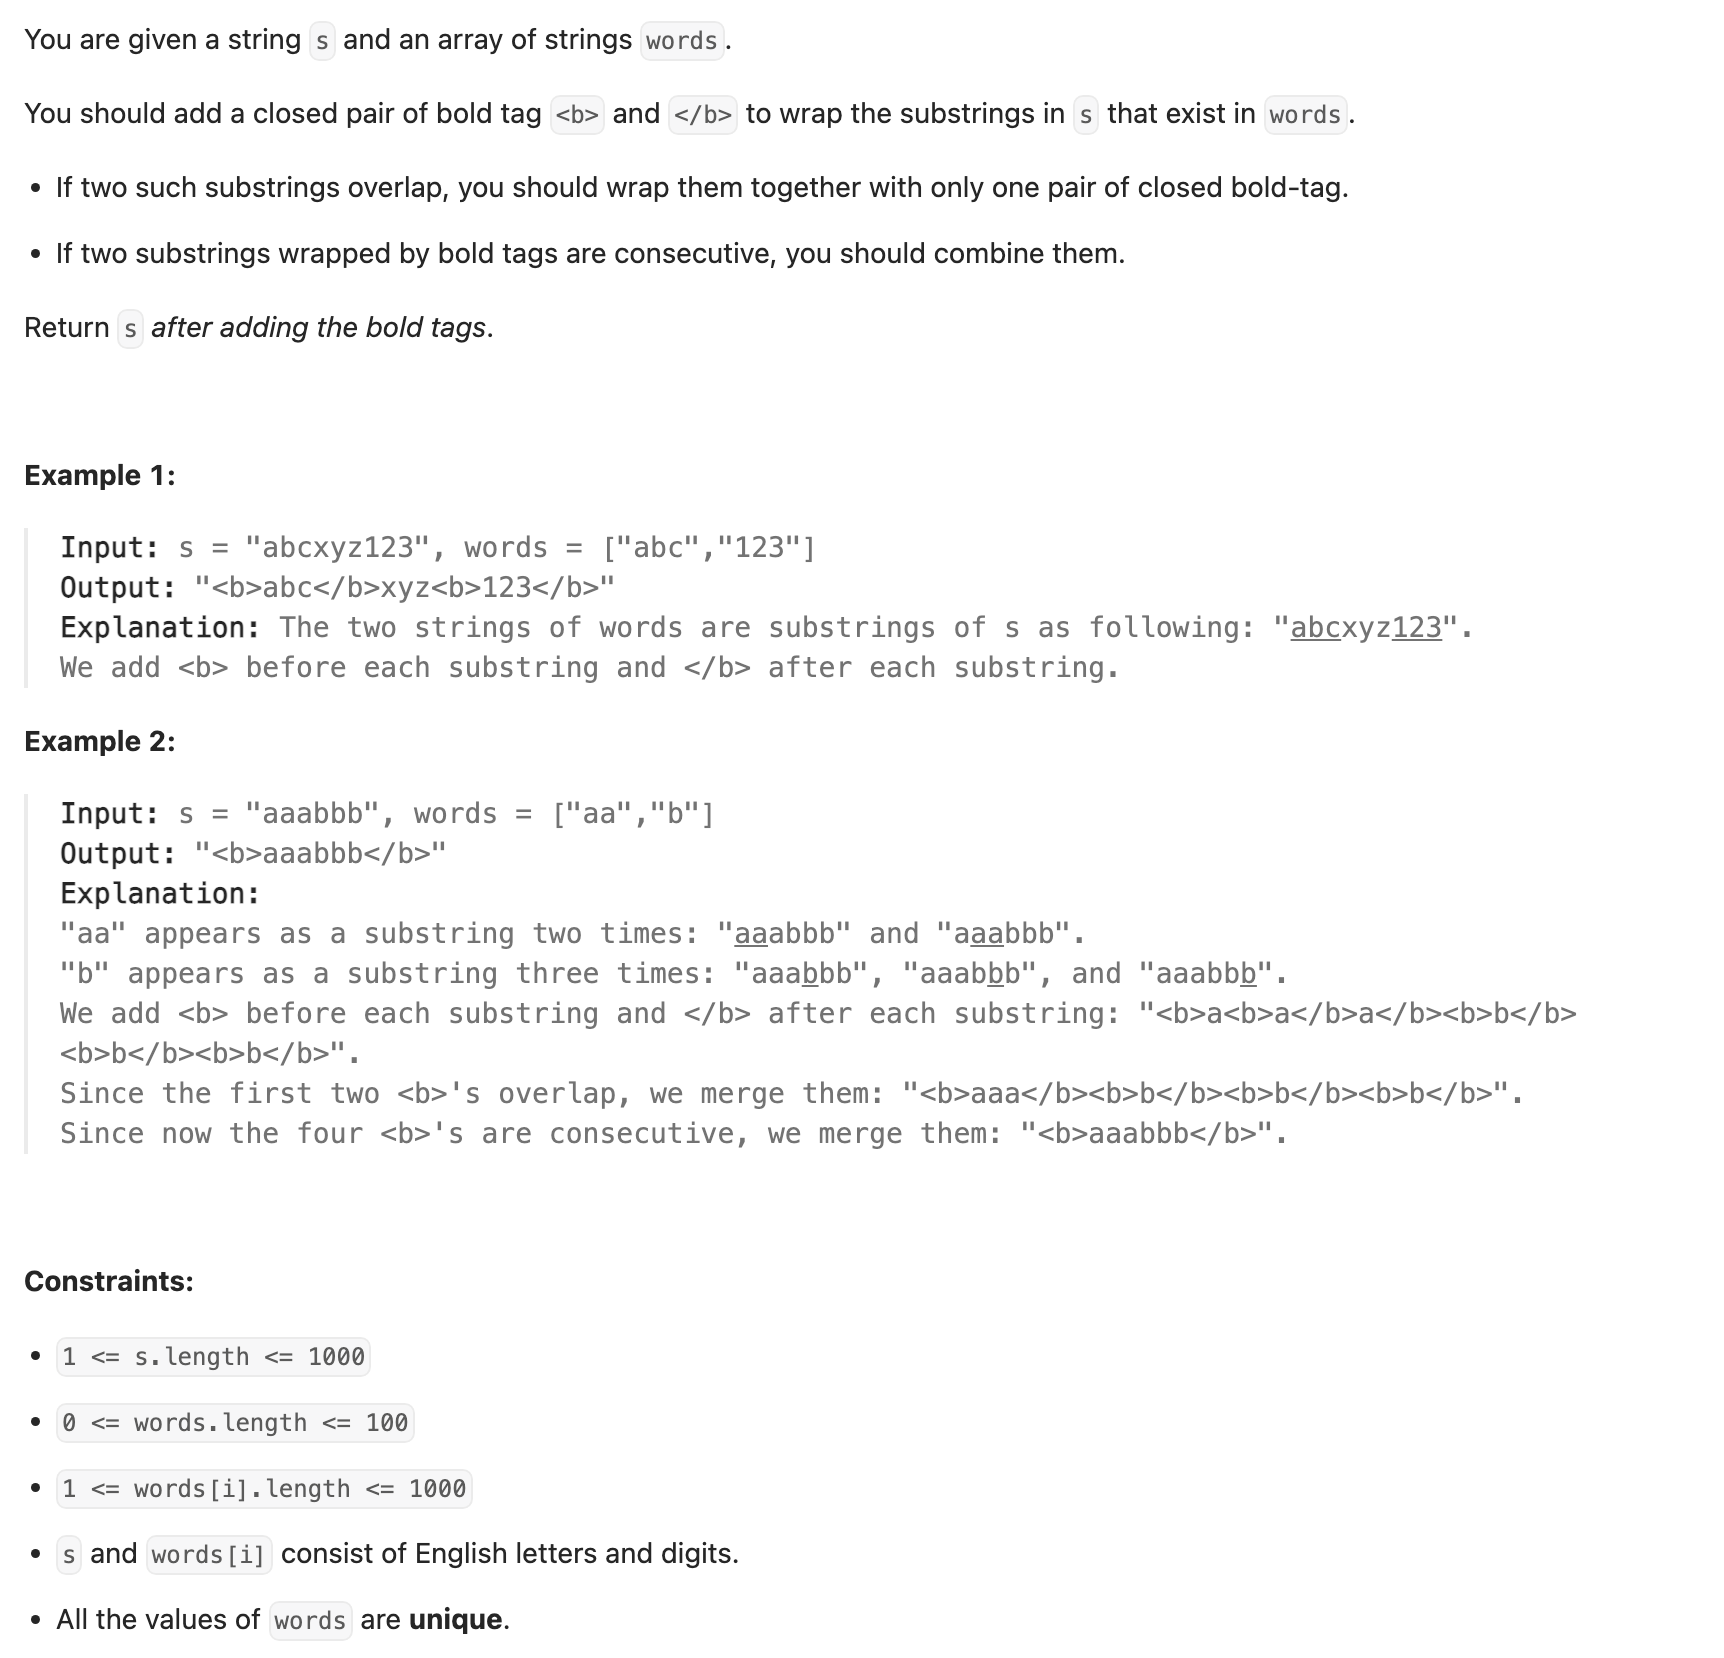 You are given a string s and an array of strings words.
You should add a closed pair of bold tag <b> and </b> to wrap the substrings in s that exist in words.
• If two such substrings overlap, you should wrap them together with only one pair of closed bold-tag.
• If two substrings wrapped by bold tags are consecutive, you should combine them.
Return s after adding the bold tags.
Example 1:
Input: s = "abcxyz123", words = ["abc","123"]
Output: "<b>abc</b>xyz<b>123</b>"
Explanation: The two strings of words are substrings of s as following: "abcxyz123".
We add <b> before each substring and </b> after each substring.
Example 2:
Input: s = "aaabbb", words = ["aa","b"]
Output: "<b>aaabbb</b>"
Explanation:
"aa" appears as a substring two times: "aaabbb" and "aaabbb".
"b" appears as a substring three times: "aaabbb", "aaabbb", and "aaabbb".
We add <b> before each substring and </b> after each substring: "<b>a<b>a</b>a</b><b>b</b>
<b>b</b><b>b</b>".
Since the first two <b>'s overlap, we merge them: "<b>aaa</b><b>b</b><b>b</b><b>b</b>".
Since now the four <b>'s are consecutive, we merge them: "<b>aaabbb</b>".
Constraints:
• 1 <= s.length <= 1000
• 0 <= words.length <= 100
• 1 <= words[i].length <= 1000
• s and words[i] consist of English letters and digits.
• All the values of words are unique.